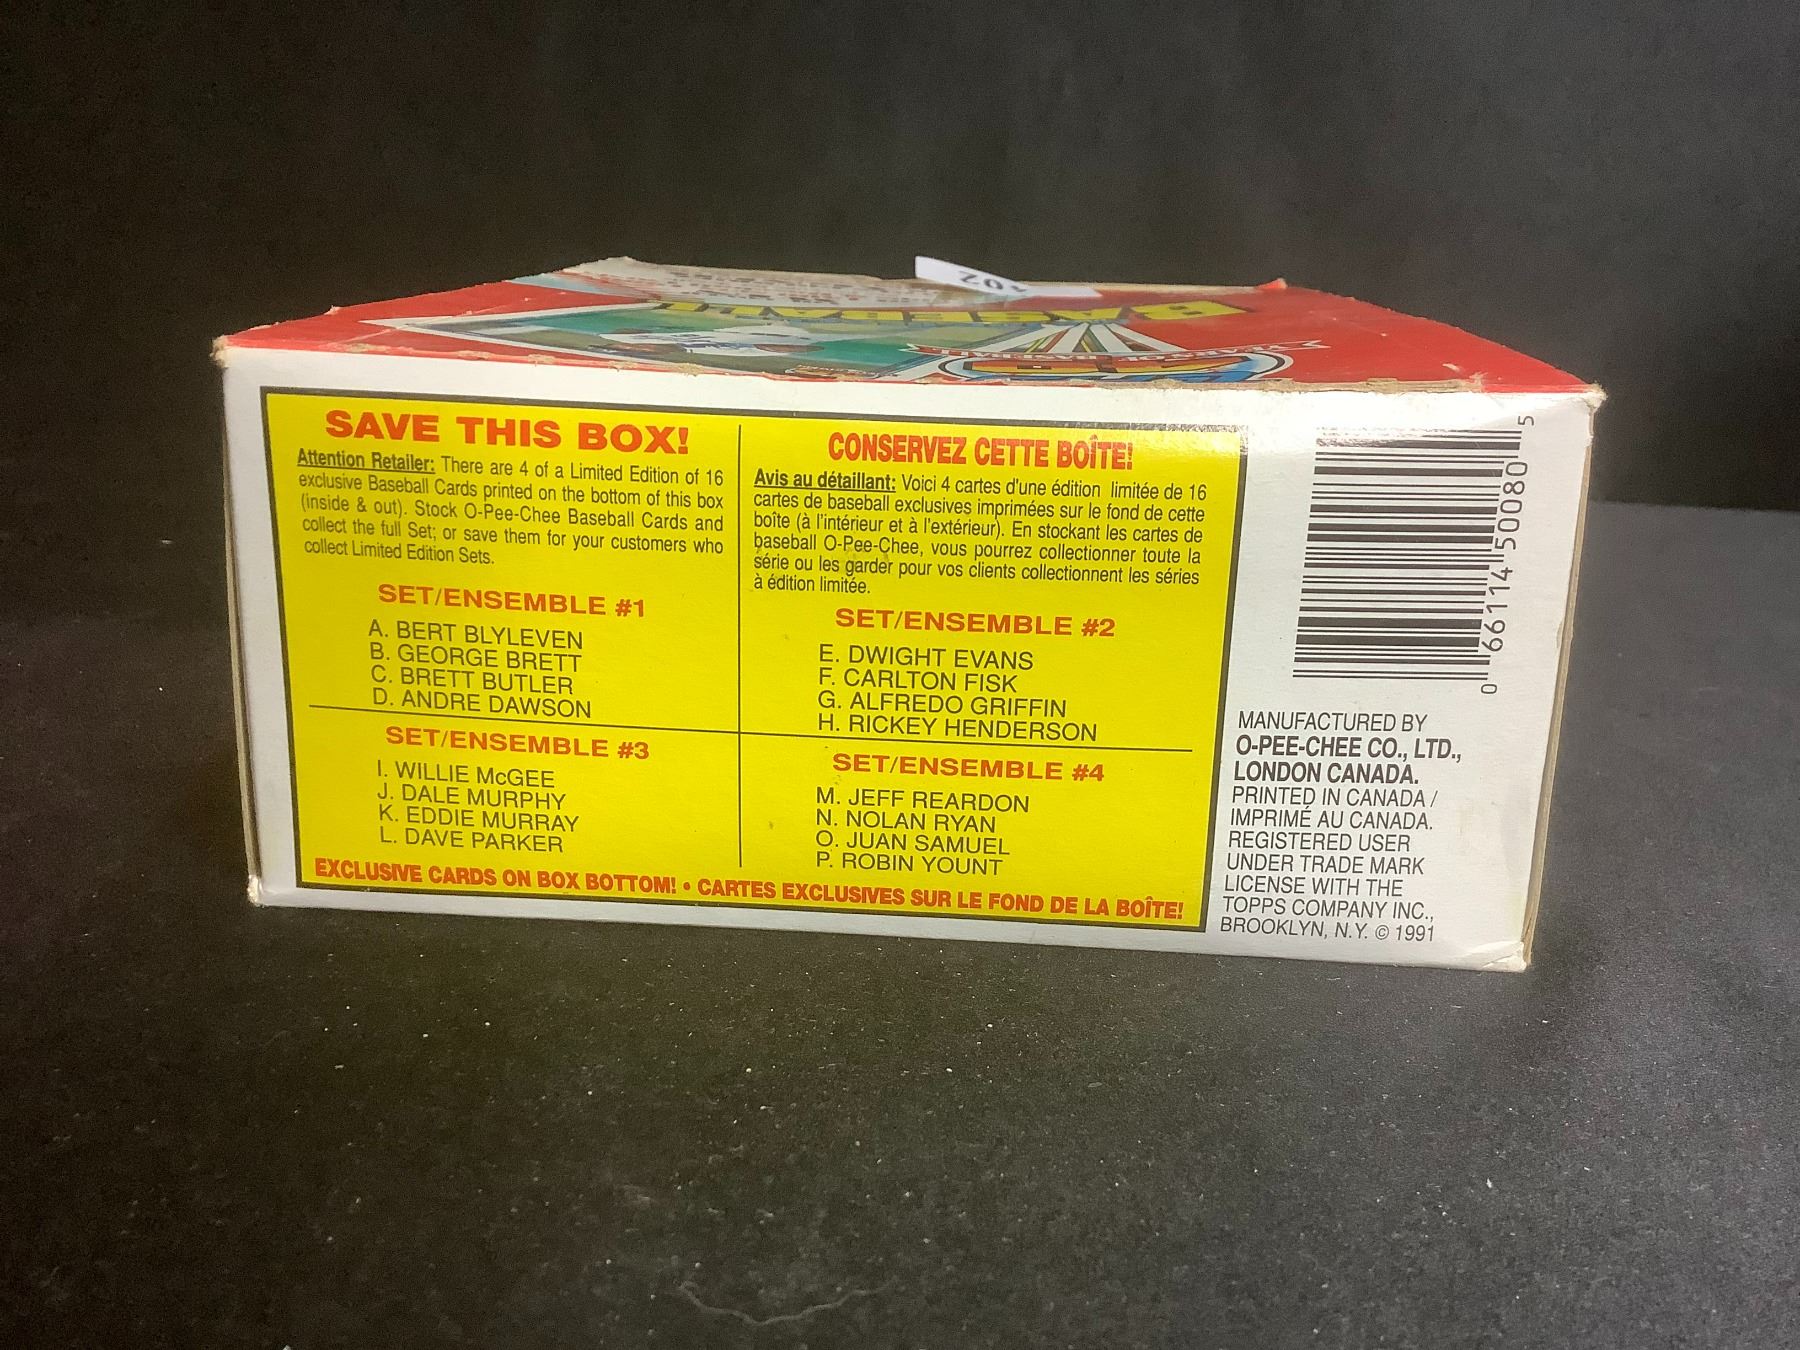 102
BASEBALL
YEARS OF BASEBALL
SAVE THIS BOX!
Attention Retailer: There are 4 of a Limited Edition of 16
exclusive Baseball Cards printed on the bottom of this box
(inside & out). Stock O-Pee-Chee Baseball Cards and
collect the full Set; or save them for your customers who
collect Limited Edition Sets.
SET/ENSEMBLE #1
A. BERT BLYLEVEN
B. GEORGE BRETT
C. BRETT BUTLER
D. ANDRE DAWSON
CONSERVEZ CETTE BOÎTE!
Avis au détaillant: Voici 4 cartes d'une édition limitée de 16
cartes de baseball exclusives imprimées sur le fond de cette
boîte (à l'intérieur et à l'extérieur). En stockant les cartes de
baseball O-Pee-Chee, vous pourrez collectionner toute la
série ou les garder pour vos clients collectionnent les séries
à édition limitée.
SET/ENSEMBLE #2
E. DWIGHT EVANS
F. CARLTON FISK
G. ALFREDO GRIFFIN
H. RICKEY HENDERSON
SET/ENSEMBLE #3
I. WILLIE McGEE
J. DALE MURPHY
K. EDDIE MURRAY
L. DAVE PARKER
SET/ENSEMBLE #4
M. JEFF REARDON
N. NOLAN RYAN
O. JUAN SAMUEL
P. ROBIN YOUNT
EXCLUSIVE CARDS ON BOX BOTTOM! • CARTES EXCLUSIVES SUR LE FOND DE LA BOÎTE!
0 66114 50080 5
MANUFACTURED BY
O-PEE-CHEE CO., LTD.,
LONDON CANADA.
PRINTED IN CANADA /
IMPRIMÉ AU CANADA.
REGISTERED USER
UNDER TRADE MARK
LICENSE WITH THE
TOPPS COMPANY INC.,
BROOKLYN, N.Y. © 1991